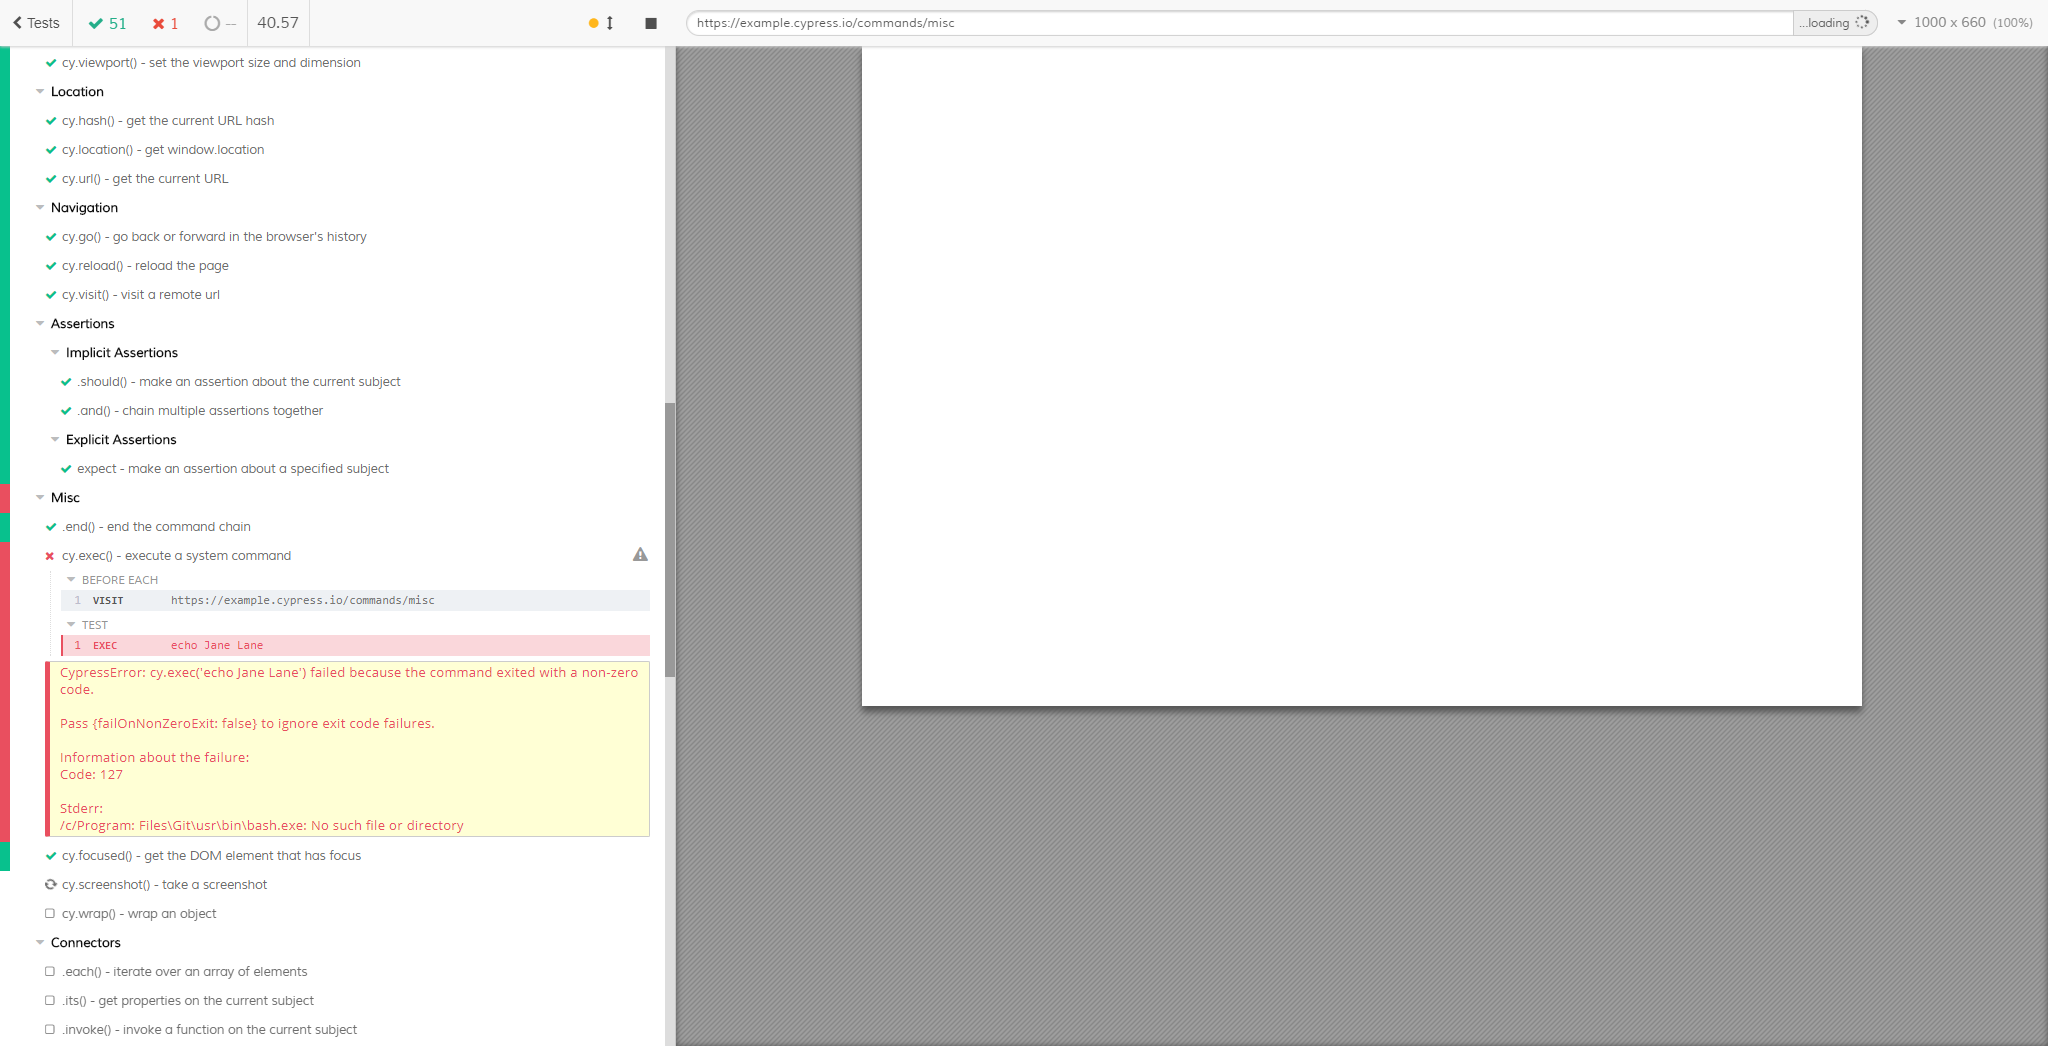 Tests 51 1 -- 40.57
https://example.cypress.io/commands/misc ...loading 1000 x 660 (100%)
cy.viewport() - set the viewport size and dimension
Location
cy.hash() - get the current URL hash
cy.location() - get window.location
cy.url() - get the current URL
Navigation
cy.go() - go back or forward in the browser's history
cy.reload() - reload the page
cy.visit() - visit a remote url
Assertions
Implicit Assertions
.should() - make an assertion about the current subject
.and() - chain multiple assertions together
Explicit Assertions
expect - make an assertion about a specified subject
Misc
.end() - end the command chain
cy.exec() - execute a system command
BEFORE EACH
1 VISIT https://example.cypress.io/commands/misc
TEST
1 EXEC echo Jane Lane
CypressError: cy.exec('echo Jane Lane') failed because the command exited with a non-zero
code.
Pass {failOnNonZeroExit: false} to ignore exit code failures.
Information about the failure:
Code: 127
Stderr:
/c/Program: Files\Git\usr\bin\bash.exe: No such file or directory
cy.focused() - get the DOM element that has focus
cy.screenshot() - take a screenshot
cy.wrap() - wrap an object
Connectors
.each() - iterate over an array of elements
.its() - get properties on the current subject
.invoke() - invoke a function on the current subject